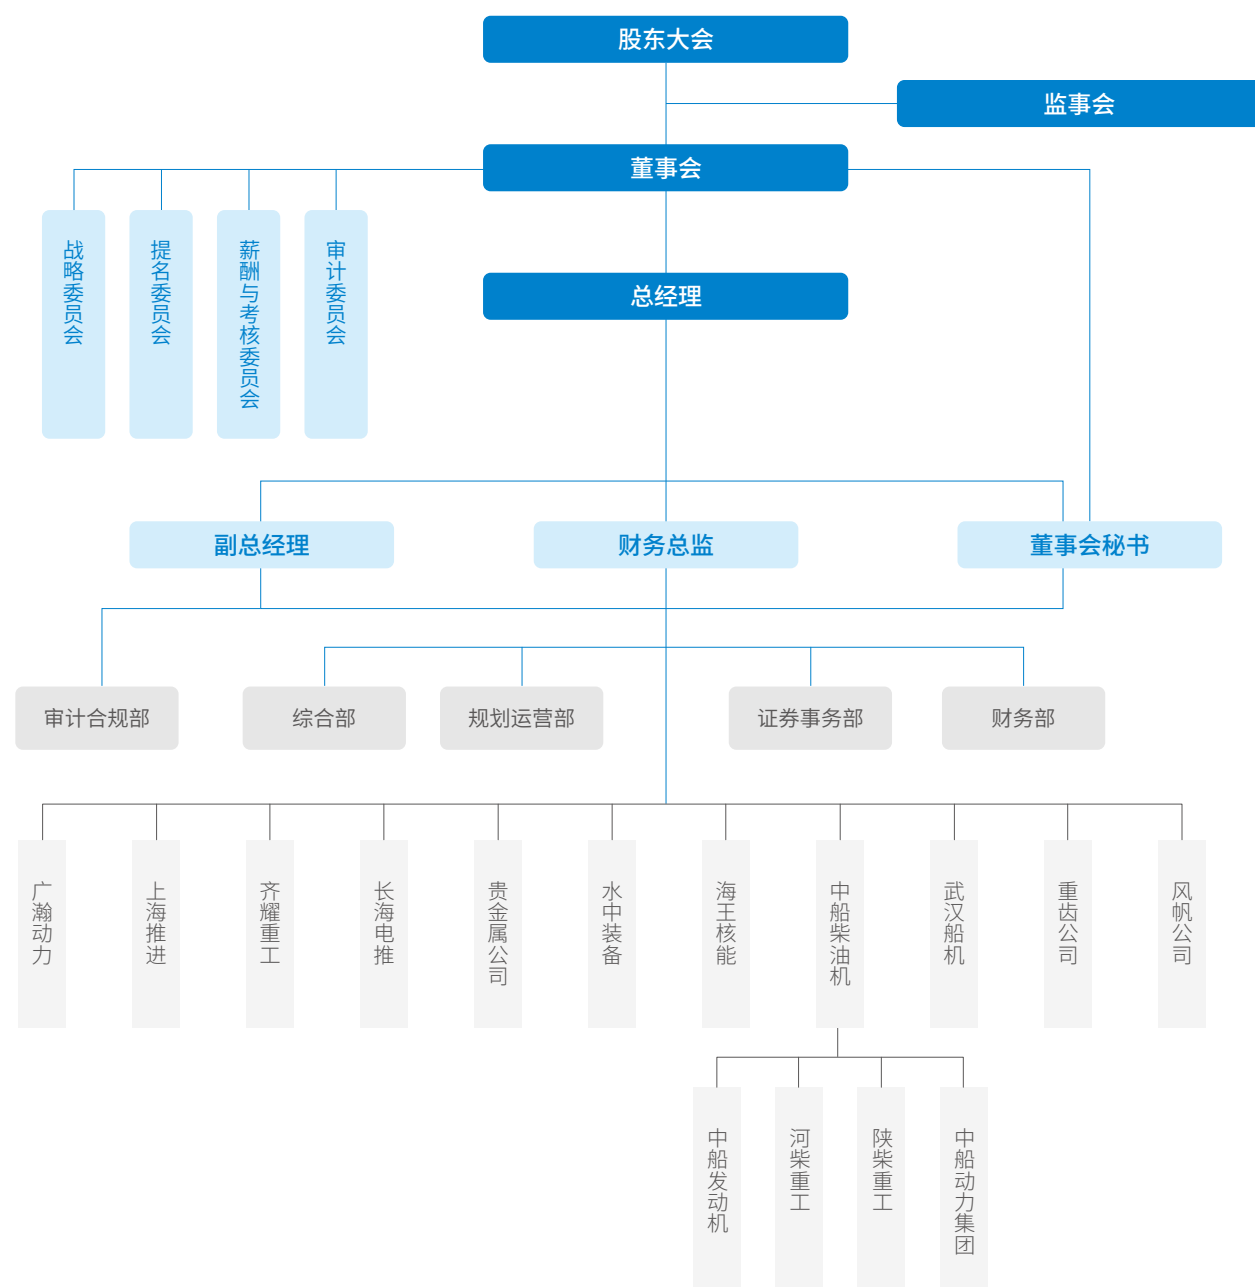 股东大会
监事会
董事会
战略委员会
提名委员会
薪酬与考核委员会
审计委员会
总经理
副总经理
财务总监
董事会秘书
审计合规部
综合部
规划运营部
证券事务部
财务部
广瀚动力
上海推进
齐耀重工
长海电推
贵金属公司
水中装备
海王核能
中船柴油机
武汉船机
重齿公司
风帆公司
中船发动机
河柴重工
陕柴重工
中船动力集团